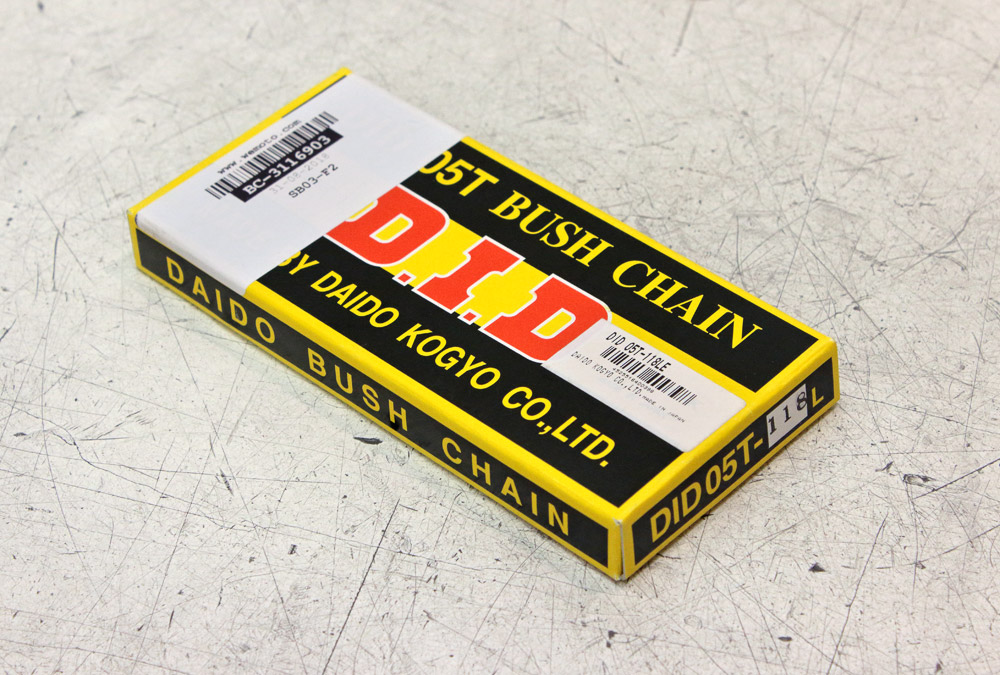 www.wemoto.com
BC-3116903
SB03-F2
05T BUSH CHAIN
D.I.D
BY DAIDO KOGYO CO.,LTD.
DID 05T-118LE
DAIDO KOGYO CO.,LTD. MADE IN JAPAN
DAIDO BUSH CHAIN
DID 05T-118L